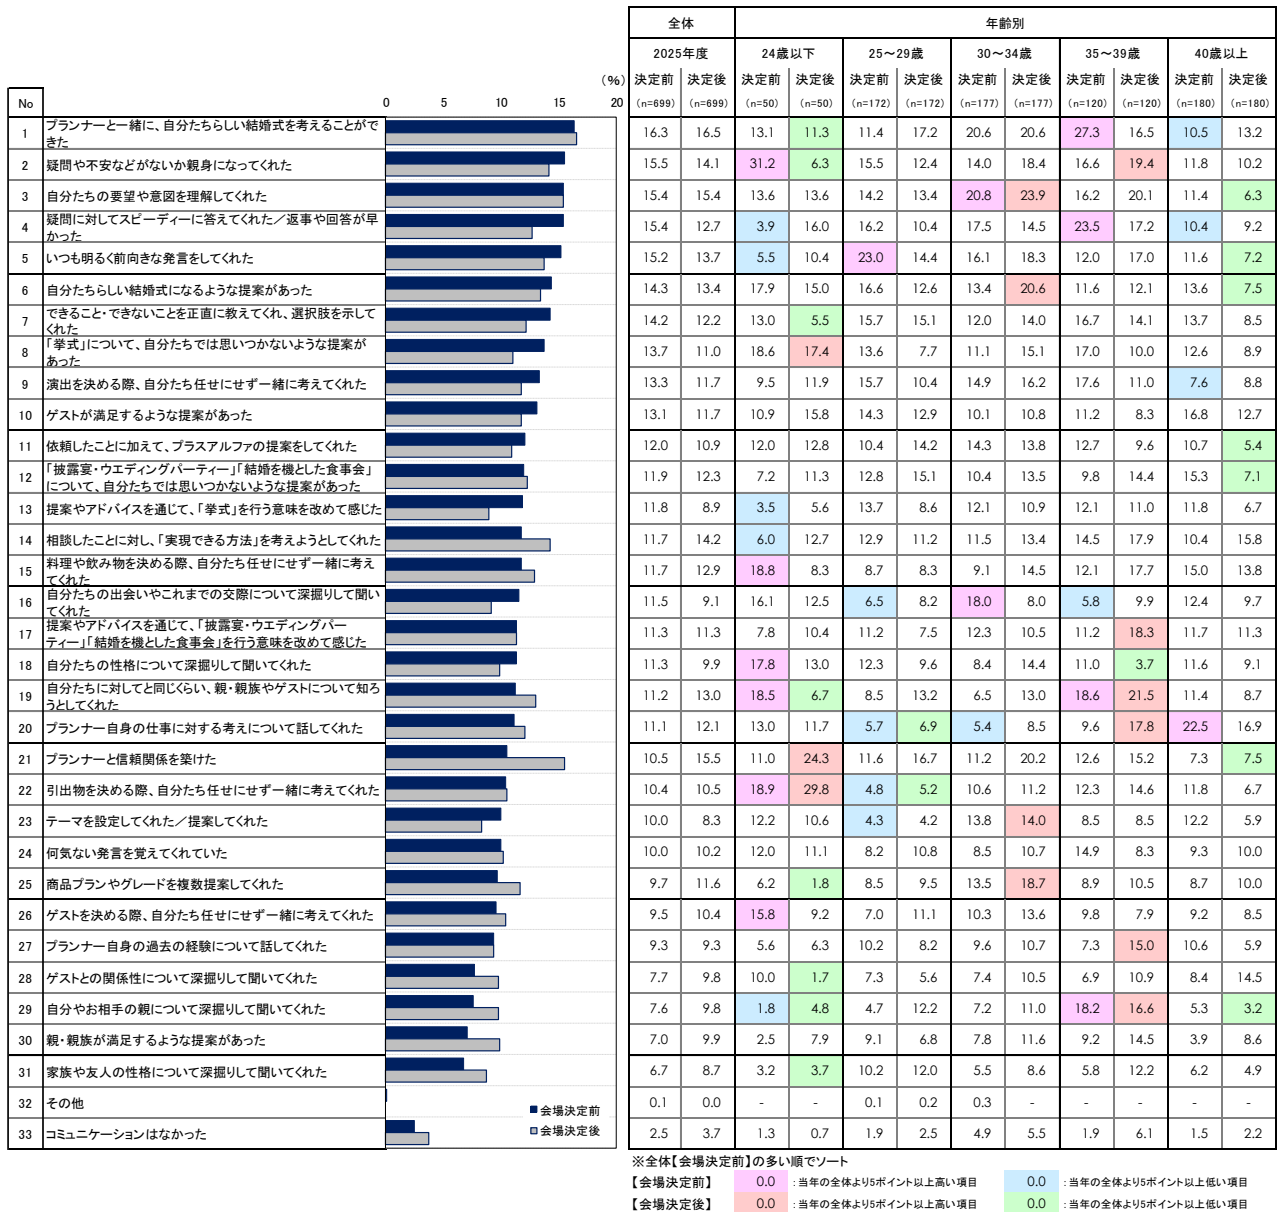 全体 年齢別
2025年度 24歳以下 25～29歳 30～34歳 35～39歳 40歳以上
(%) 決定前 決定後 決定前 決定後 決定前 決定後 決定前 決定後 決定前 決定後 決定前 決定後
No 0 5 10 15 20 (n=699) (n=699) (n=50) (n=50) (n=172) (n=172) (n=177) (n=177) (n=120) (n=120) (n=180) (n=180)
1 プランナーと一緒に、自分たちらしい結婚式を考えることがで
きた 16.3 16.5 13.1 11.3 11.4 17.2 20.6 20.6 27.3 16.5 10.5 13.2
2 疑問や不安などがないか親身になってくれた 15.5 14.1 31.2 6.3 15.5 12.4 14.0 18.4 16.6 19.4 11.8 10.2
3 自分たちの要望や意図を理解してくれた 15.4 15.4 13.6 13.6 14.2 13.4 20.8 23.9 16.2 20.1 11.4 6.3
4 疑問に対してスピーディーに答えてくれた／返事や回答が早
かった 15.4 12.7 3.9 16.0 16.2 10.4 17.5 14.5 23.5 17.2 10.4 9.2
5 いつも明るく前向きな発言をしてくれた 15.2 13.7 5.5 10.4 23.0 14.4 16.1 18.3 12.0 17.0 11.6 7.2
6 自分たちらしい結婚式になるような提案があった 14.3 13.4 17.9 15.0 16.6 12.6 13.4 20.6 11.6 12.1 13.6 7.5
7 できること・できないことを正直に教えてくれ、選択肢を示して
くれた 14.2 12.2 13.0 5.5 15.7 15.1 12.0 14.0 16.7 14.1 13.7 8.5
8 「挙式」について、自分たちでは思いつかないような提案が
あった 13.7 11.0 18.6 17.4 13.6 7.7 11.1 15.1 17.0 10.0 12.6 8.9
9 演出を決める際、自分たち任せにせず一緒に考えてくれた 13.3 11.7 9.5 11.9 15.7 10.4 14.9 16.2 17.6 11.0 7.6 8.8
10 ゲストが満足するような提案があった 13.1 11.7 10.9 15.8 14.3 12.9 10.1 10.8 11.2 8.3 16.8 12.7
11 依頼したことに加えて、プラスアルファの提案をしてくれた 12.0 10.9 12.0 12.8 10.4 14.2 14.3 13.8 12.7 9.6 10.7 5.4
12 「披露宴・ウエディングパーティー」「結婚を機とした食事会」
について、自分たちでは思いつかないような提案があった 11.9 12.3 7.2 11.3 12.8 15.1 10.4 13.5 9.8 14.4 15.3 7.1
13 提案やアドバイスを通じて、「挙式」を行う意味を改めて感じた 11.8 8.9 3.5 5.6 13.7 8.6 12.1 10.9 12.1 11.0 11.8 6.7
14 相談したことに対し、「実現できる方法」を考えようとしてくれた 11.7 14.2 6.0 12.7 12.9 11.2 11.5 13.4 14.5 17.9 10.4 15.8
15 料理や飲み物を決める際、自分たち任せにせず一緒に考え
てくれた 11.7 12.9 18.8 8.3 8.7 8.3 9.1 14.5 12.1 17.7 15.0 13.8
16 自分たちの出会いやこれまでの交際について深掘りして聞い
てくれた 11.5 9.1 16.1 12.5 6.5 8.2 18.0 8.0 5.8 9.9 12.4 9.7
17 提案やアドバイスを通じて、「披露宴・ウエディングパー
ティー」「結婚を機とした食事会」を行う意味を改めて感じた 11.3 11.3 7.8 10.4 11.2 7.5 12.3 10.5 11.2 18.3 11.7 11.3
18 自分たちの性格について深掘りして聞いてくれた 11.3 9.9 17.8 13.0 12.3 9.6 8.4 14.4 11.0 3.7 11.6 9.1
19 自分たちに対してと同じくらい、親・親族やゲストについて知ろ
うとしてくれた 11.2 13.0 18.5 6.7 8.5 13.2 6.5 13.0 18.6 21.5 11.4 8.7
20 プランナー自身の仕事に対する考えについて話してくれた 11.1 12.1 13.0 11.7 5.7 6.9 5.4 8.5 9.6 17.8 22.5 16.9
21 プランナーと信頼関係を築けた 10.5 15.5 11.0 24.3 11.6 16.7 11.2 20.2 12.6 15.2 7.3 7.5
22 引出物を決める際、自分たち任せにせず一緒に考えてくれた 10.4 10.5 18.9 29.8 4.8 5.2 10.6 11.2 12.3 14.6 11.8 6.7
23 テーマを設定してくれた／提案してくれた 10.0 8.3 12.2 10.6 4.3 4.2 13.8 14.0 8.5 8.5 12.2 5.9
24 何気ない発言を覚えてくれていた 10.0 10.2 12.0 11.1 8.2 10.8 8.5 10.7 14.9 8.3 9.3 10.0
25 商品プランやグレードを複数提案してくれた 9.7 11.6 6.2 1.8 8.5 9.5 13.5 18.7 8.9 10.5 8.7 10.0
26 ゲストを決める際、自分たち任せにせず一緒に考えてくれた 9.5 10.4 15.8 9.2 7.0 11.1 10.3 13.6 9.8 7.9 9.2 8.5
27 プランナー自身の過去の経験について話してくれた 9.3 9.3 5.6 6.3 10.2 8.2 9.6 10.7 7.3 15.0 10.6 5.9
28 ゲストとの関係性について深掘りして聞いてくれた 7.7 9.8 10.0 1.7 7.3 5.6 7.4 10.5 6.9 10.9 8.4 14.5
29 自分やお相手の親について深掘りして聞いてくれた 7.6 9.8 1.8 4.8 4.7 12.2 7.2 11.0 18.2 16.6 5.3 3.2
30 親・親族が満足するような提案があった 7.0 9.9 2.5 7.9 9.1 6.8 7.8 11.6 9.2 14.5 3.9 8.6
31 家族や友人の性格について深掘りして聞いてくれた 6.7 8.7 3.2 3.7 10.2 12.0 5.5 8.6 5.8 12.2 6.2 4.9
32 その他 0.1 0.0 - - 0.1 0.2 0.3 - - - - -
33 コミュニケーションはなかった 2.5 3.7 1.3 0.7 1.9 2.5 4.9 5.5 1.9 6.1 1.5 2.2
会場決定前
会場決定後
※全体【会場決定前】の多い順でソート
【会場決定前】 0.0 ：当年の全体より5ポイント以上高い項目 0.0 ：当年の全体より5ポイント以上低い項目
【会場決定後】 0.0 ：当年の全体より5ポイント以上高い項目 0.0 ：当年の全体より5ポイント以上低い項目